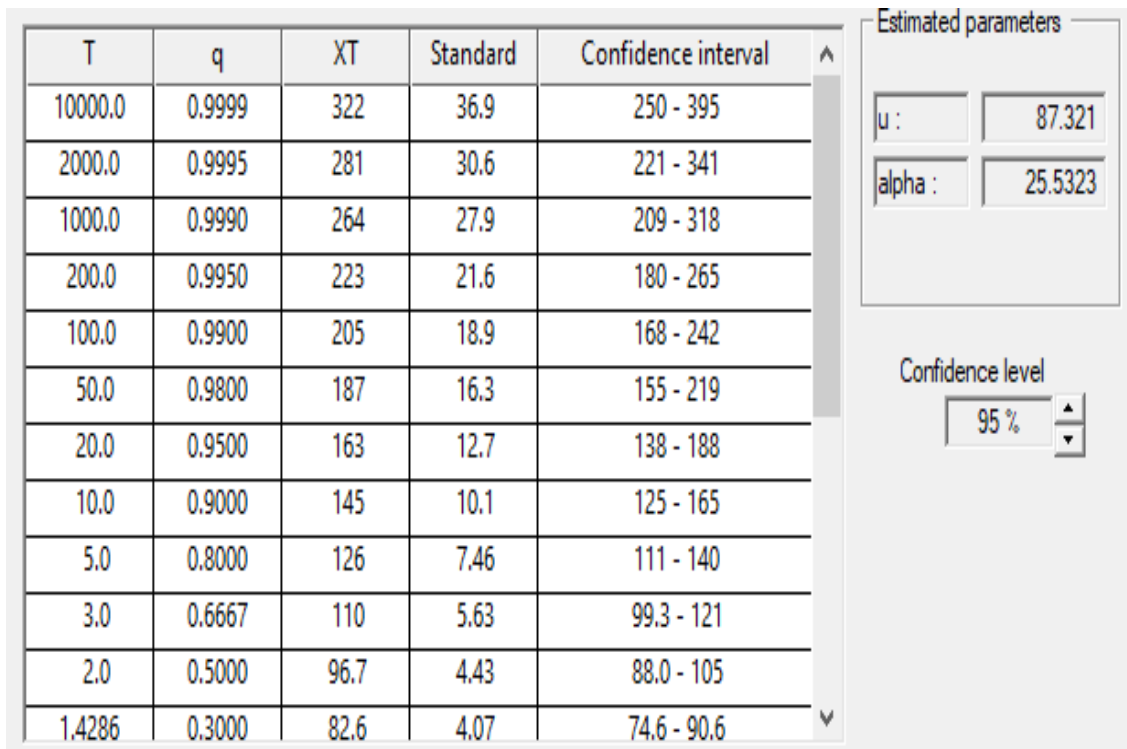 T q XT Standard Confidence interval
10000.0 0.9999 322 36.9 250 - 395
2000.0 0.9995 281 30.6 221 - 341
1000.0 0.9990 264 27.9 209 - 318
200.0 0.9950 223 21.6 180 - 265
100.0 0.9900 205 18.9 168 - 242
50.0 0.9800 187 16.3 155 - 219
20.0 0.9500 163 12.7 138 - 188
10.0 0.9000 145 10.1 125 - 165
5.0 0.8000 126 7.46 111 - 140
3.0 0.6667 110 5.63 99.3 - 121
2.0 0.5000 96.7 4.43 88.0 - 105
1.4286 0.3000 82.6 4.07 74.6 - 90.6
Estimated parameters
u : 87.321
alpha : 25.5323
Confidence level
95 %